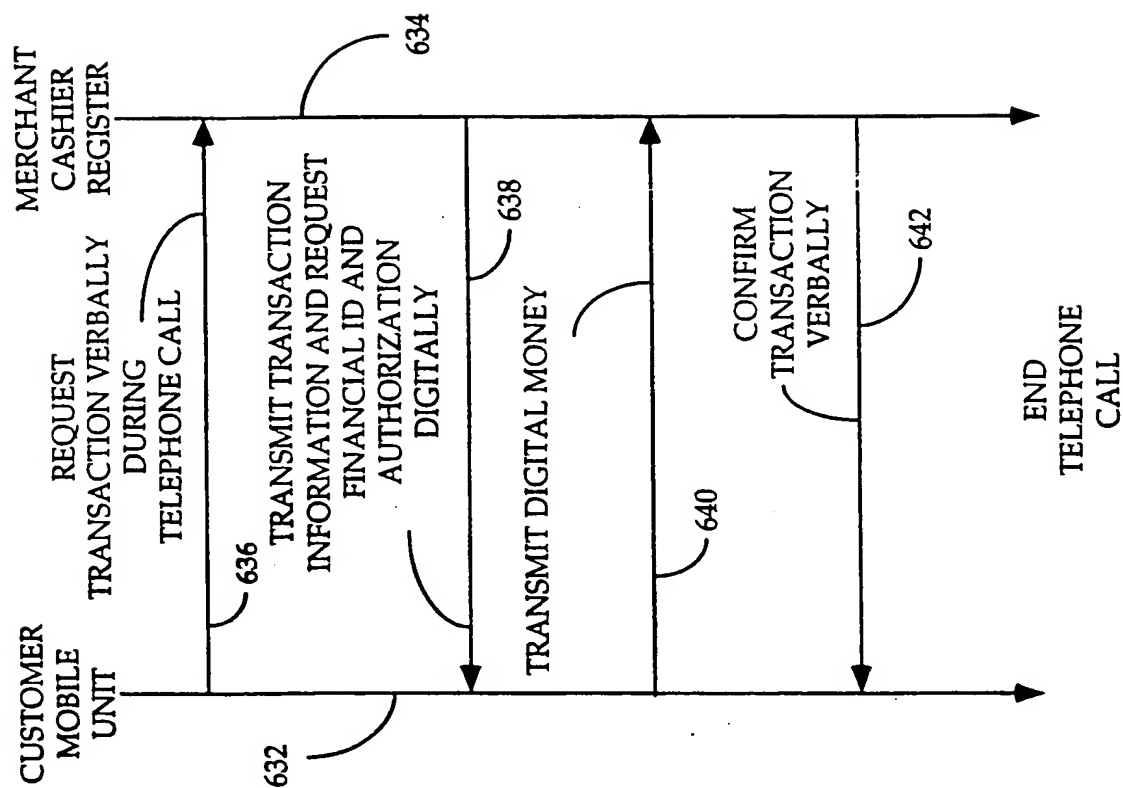 CUSTOMER
MOBILE
UNIT
632
MERCHANT
CASHIER
REGISTER
634
REQUEST
TRANSACTION VERBALLY
DURING
TELEPHONE CALL
636
TRANSMIT TRANSACTION
INFORMATION AND REQUEST
FINANCIAL ID AND
AUTHORIZATION
DIGITALLY
638
TRANSMIT DIGITAL MONEY
640
CONFIRM
TRANSACTION
VERBALLY
642
END
TELEPHONE
CALL